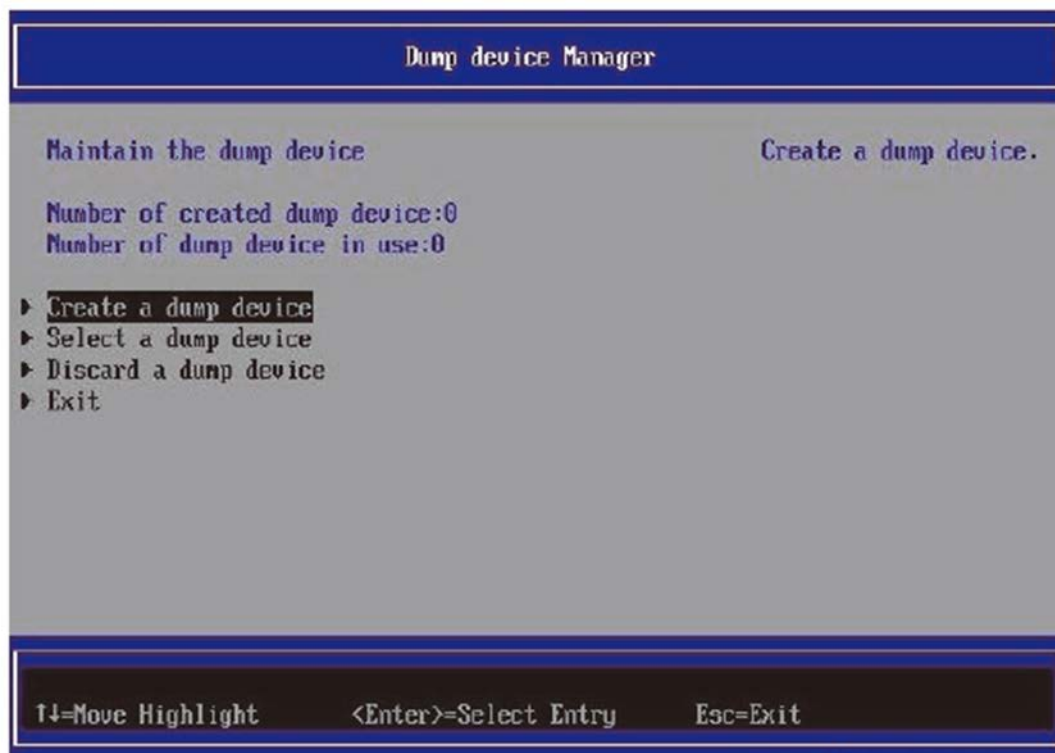 Dump device Manager
Maintain the dump device
Create a dump device.
Number of created dump device:0
Number of dump device in use:0
Create a dump device
Select a dump device
Discard a dump device
Exit
↑↓=Move Highlight <Enter>=Select Entry Esc=Exit